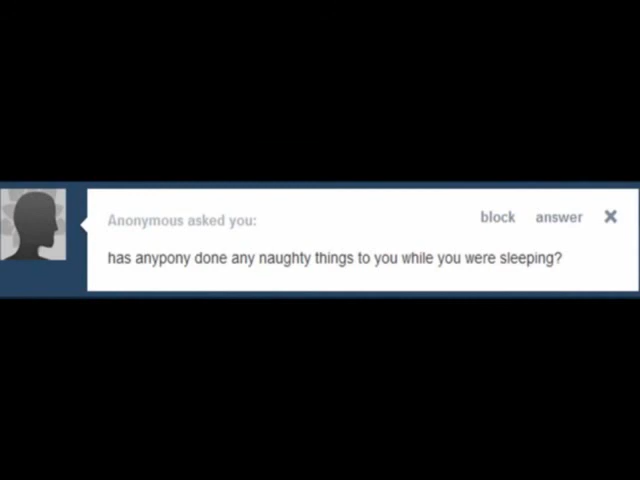 Anonymous asked you:
block answer ×
has anypony done any naughty things to you while you were sleeping?